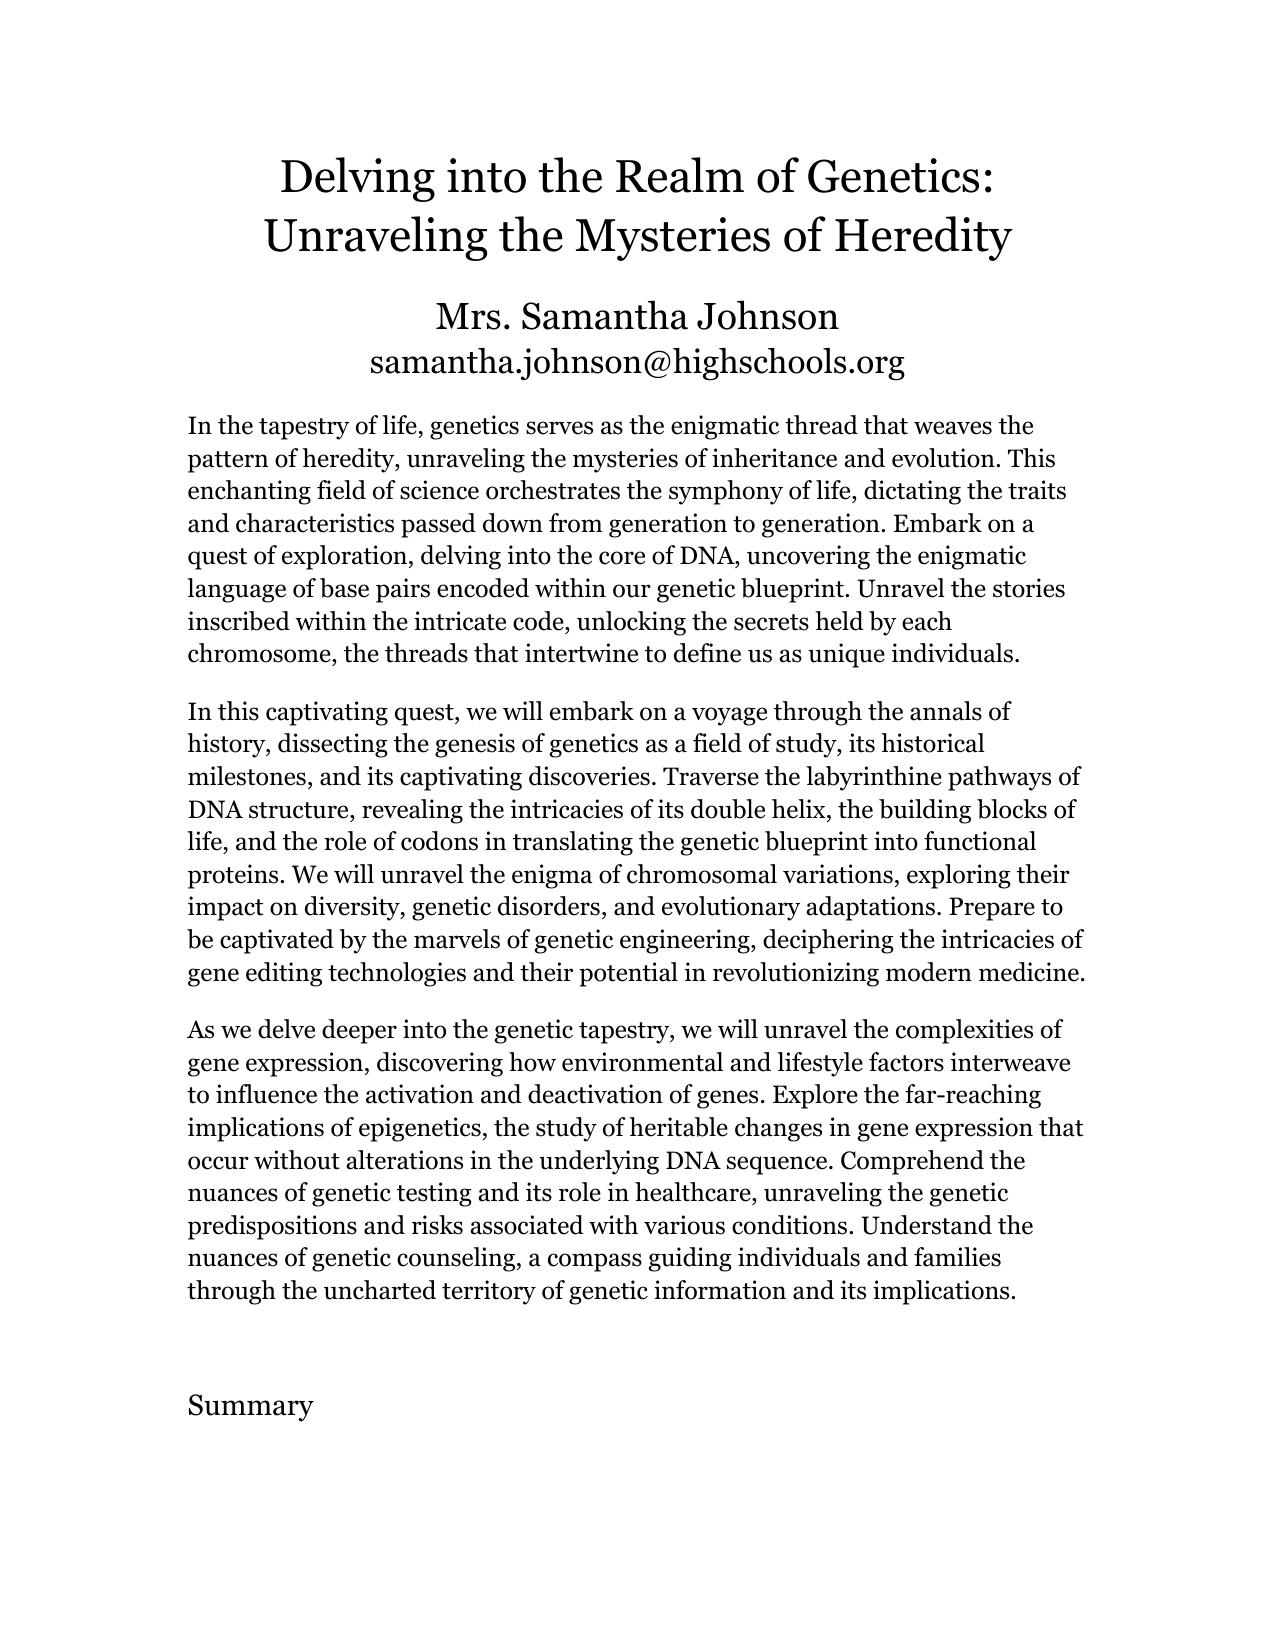 Delving into the Realm of Genetics:
Unraveling the Mysteries of Heredity
Mrs. Samantha Johnson
samantha.johnson@highschools.org
In the tapestry of life, genetics serves as the enigmatic thread that weaves the
pattern of heredity, unraveling the mysteries of inheritance and evolution. This
enchanting field of science orchestrates the symphony of life, dictating the traits
and characteristics passed down from generation to generation. Embark on a
quest of exploration, delving into the core of DNA, uncovering the enigmatic
language of base pairs encoded within our genetic blueprint. Unravel the stories
inscribed within the intricate code, unlocking the secrets held by each
chromosome, the threads that intertwine to define us as unique individuals.
In this captivating quest, we will embark on a voyage through the annals of
history, dissecting the genesis of genetics as a field of study, its historical
milestones, and its captivating discoveries. Traverse the labyrinthine pathways of
DNA structure, revealing the intricacies of its double helix, the building blocks of
life, and the role of codons in translating the genetic blueprint into functional
proteins. We will unravel the enigma of chromosomal variations, exploring their
impact on diversity, genetic disorders, and evolutionary adaptations. Prepare to
be captivated by the marvels of genetic engineering, deciphering the intricacies of
gene editing technologies and their potential in revolutionizing modern medicine.
As we delve deeper into the genetic tapestry, we will unravel the complexities of
gene expression, discovering how environmental and lifestyle factors interweave
to influence the activation and deactivation of genes. Explore the far-reaching
implications of epigenetics, the study of heritable changes in gene expression that
occur without alterations in the underlying DNA sequence. Comprehend the
nuances of genetic testing and its role in healthcare, unraveling the genetic
predispositions and risks associated with various conditions. Understand the
nuances of genetic counseling, a compass guiding individuals and families
through the uncharted territory of genetic information and its implications.
Summary